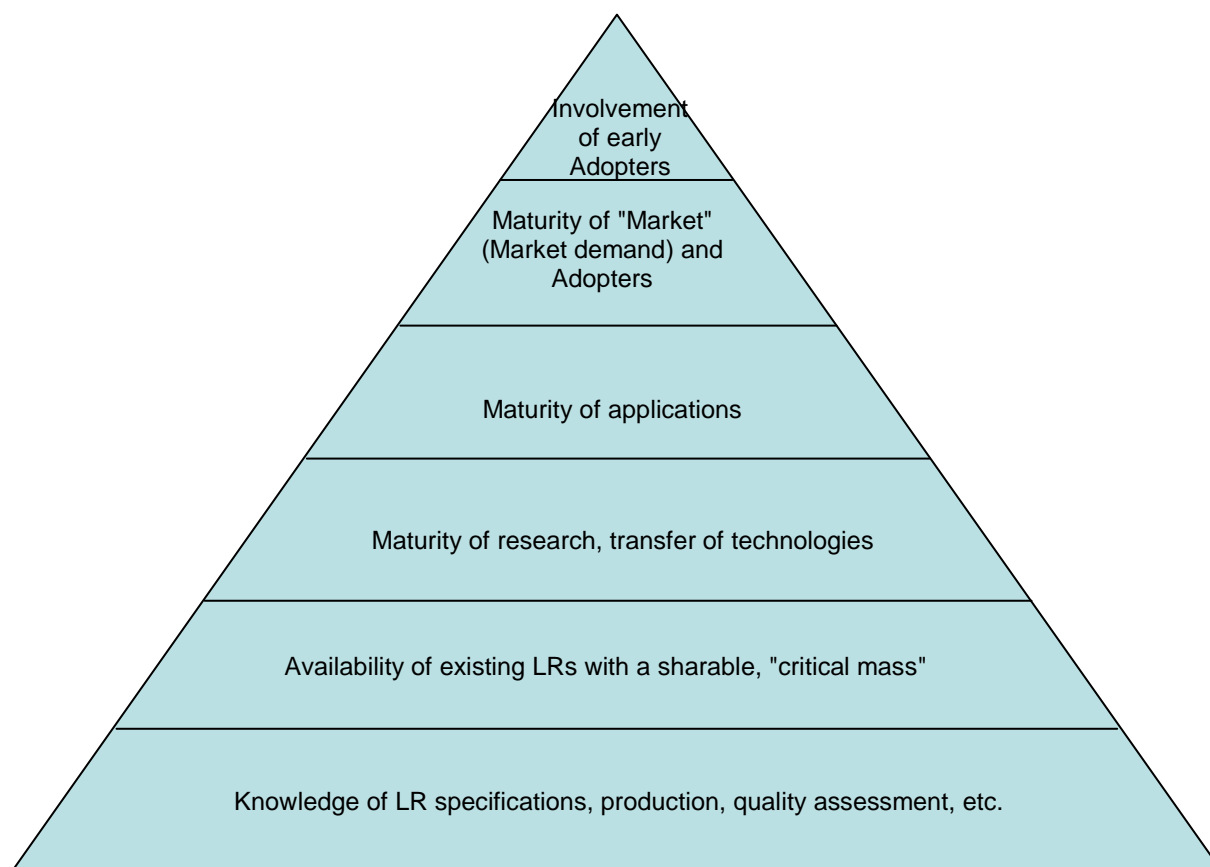 Involvement
of early
Adopters
Maturity of "Market"
(Market demand) and
Adopters
Maturity of applications
Maturity of research, transfer of technologies
Availability of existing LRs with a sharable, "critical mass"
Knowledge of LR specifications, production, quality assessment, etc.